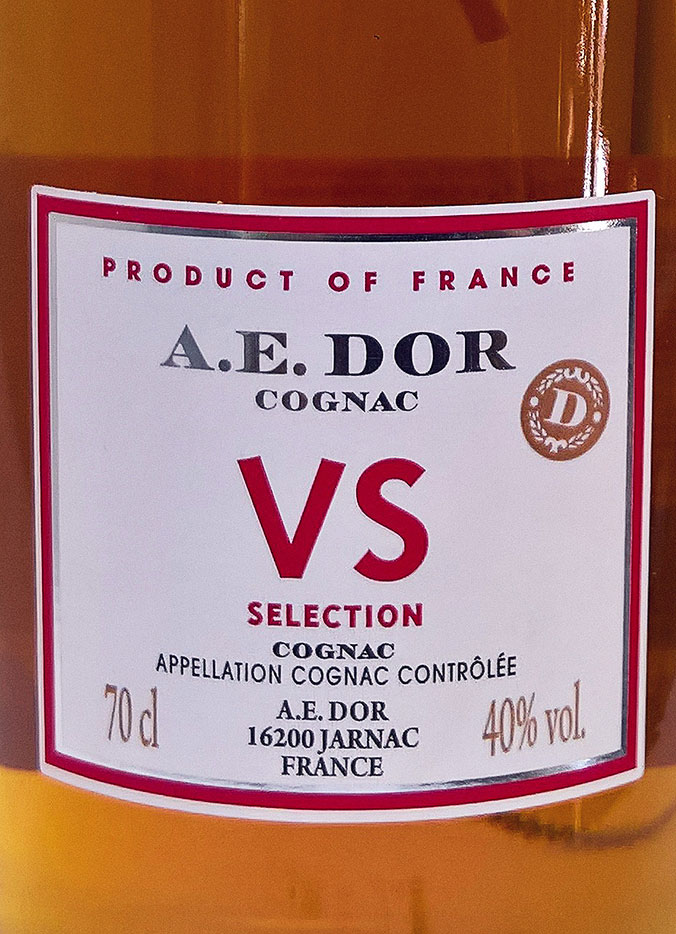 PRODUCT OF FRANCE
A.E. DOR
COGNAC
D
VS
SELECTION
COGNAC
APPELLATION COGNAC CONTRÔLÉE
70 cl
A.E. DOR
16200 JARNAC
FRANCE
40% vol.